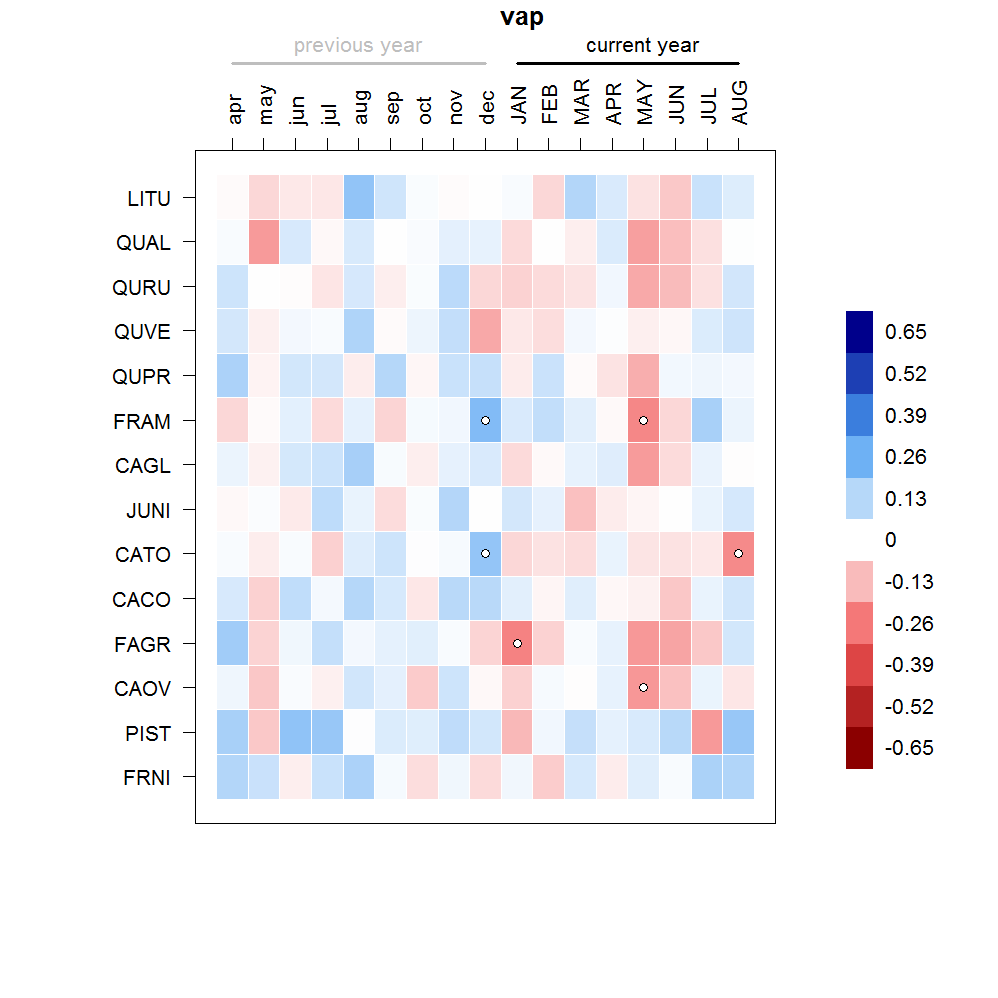 vap
previous year current year
apr may jun jul aug sep oct nov dec JAN FEB MAR APR MAY JUN JUL AUG
LITU
QUAL
QURU
QUVE
QUPR
FRAM
CAGL
JUNI
CATO
CACO
FAGR
CAOV
PIST
FRNI
0.65
0.52
0.39
0.26
0.13
0
-0.13
-0.26
-0.39
-0.52
-0.65